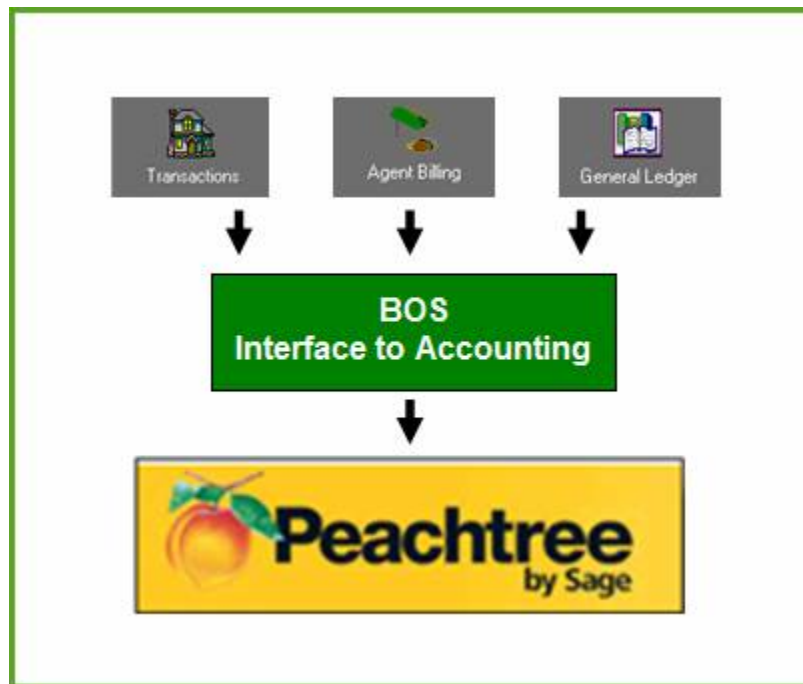 Transactions
Agent Billing
General Ledger
BOS
Interface to Accounting
Peachtree
by Sage